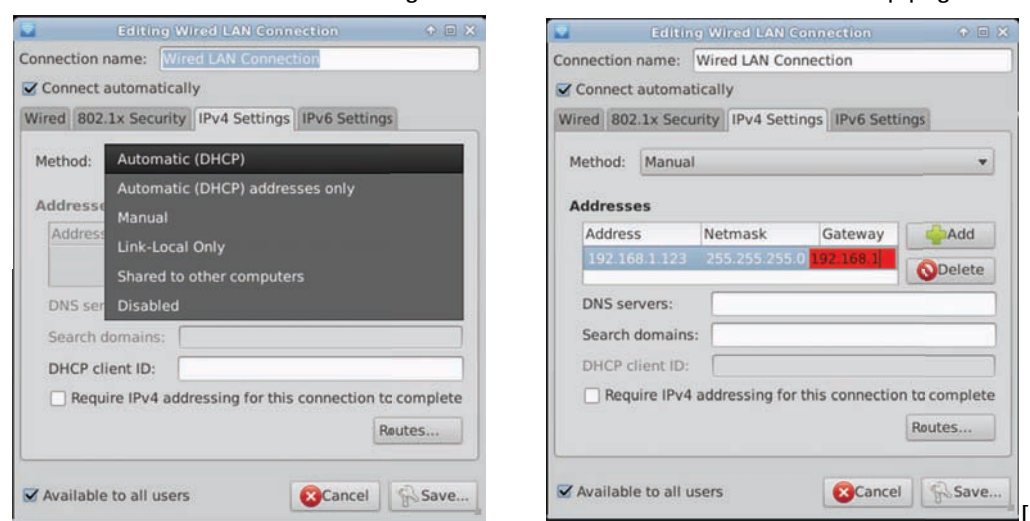 Editing Wired LAN Connection
Connection name: Wired LAN Connection
Connect automatically
Wired 802.1x Security IPv4 Settings IPv6 Settings
Method: Automatic (DHCP)
Automatic (DHCP) addresses only
Addresse
Manual
Address
Link-Local Only
Shared to other computers
DNS ser Disabled
Search domains:
DHCP client ID:
Require IPv4 addressing for this connection to complete
Routes...
Available to all users Cancel Save...
Editing Wired LAN Connection
Connection name: Wired LAN Connection
Connect automatically
Wired 802.1x Security IPv4 Settings IPv6 Settings
Method: Manual
Addresses
Address Netmask Gateway Add
192.168.1.123 255.255.255.0 192.168.1
Delete
DNS servers:
Search domains:
DHCP client ID:
Require IPv4 addressing for this connection to complete
Routes...
Available to all users Cancel Save...
[